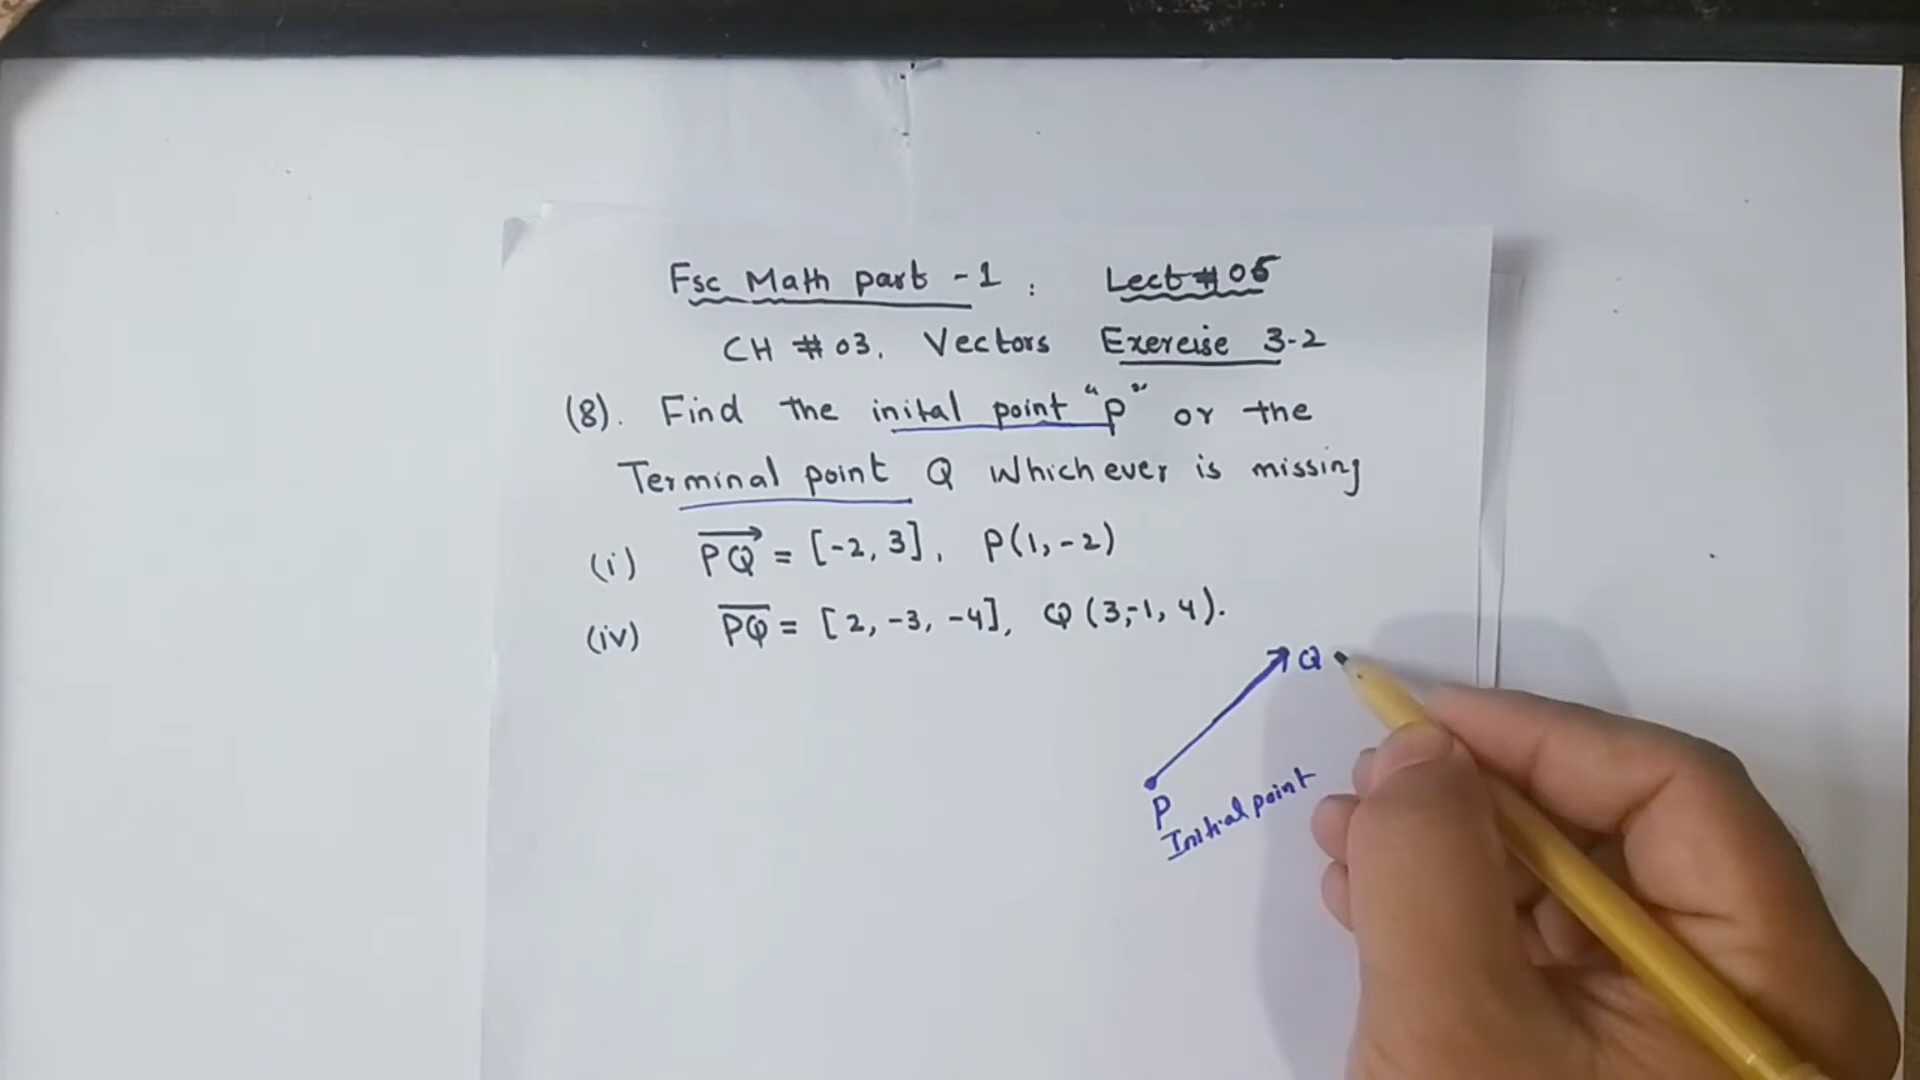 Fsc Math part -1 : Lect # 05
CH # 03. Vectors Exercise 3-2
(8). Find the inital point "P" or the
Terminal point Q Whichever is missing
(i) PQ = [-2, 3], P(1, -2)
(iv) PQ = [2, -3, -4], Q (3,-1, 4).
Q
P
Initial point